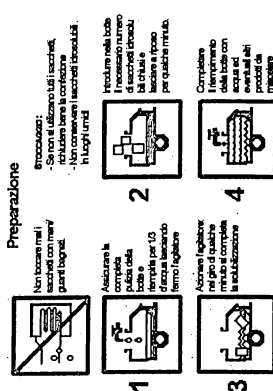 Preparazione
Non toccare mai i
sacchetti con mani/
guanti bagnati.
STOCCAGGIO:
- Se non si utilizzano tutti i sacchetti,
richiudere bene la confezione
- Non conservare i sacchetti idrosolubili
in luoghi umidi
1
Assicurare la
completa
pulizia della
botte e
riempirla per 1/3
d'acqua lasciando
fermo l'agitatore
2
Introdurre nella botte
il necessario numero
di sacchetti idrosolu
bili chiusi e
lasciare a riposo
per qualche minuto.
3
Azionare l'agitatore:
nel giro di qualche
minuto si completa
la solubilizzazione
4
Completare
l'riempimento
della botte con
acqua ed
eventuali altri
prodotti da
miscelare